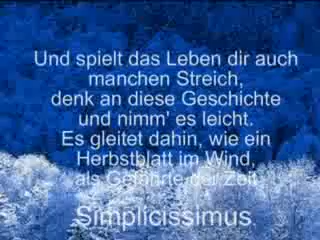 Und spielt das Leben dir auch
manchen Streich,
denk an diese Geschichte
und nimm' es leicht.
Es gleitet dahin, wie ein
Herbstblatt im Wind,
als Gefährte der Zeit
Simplicissimus